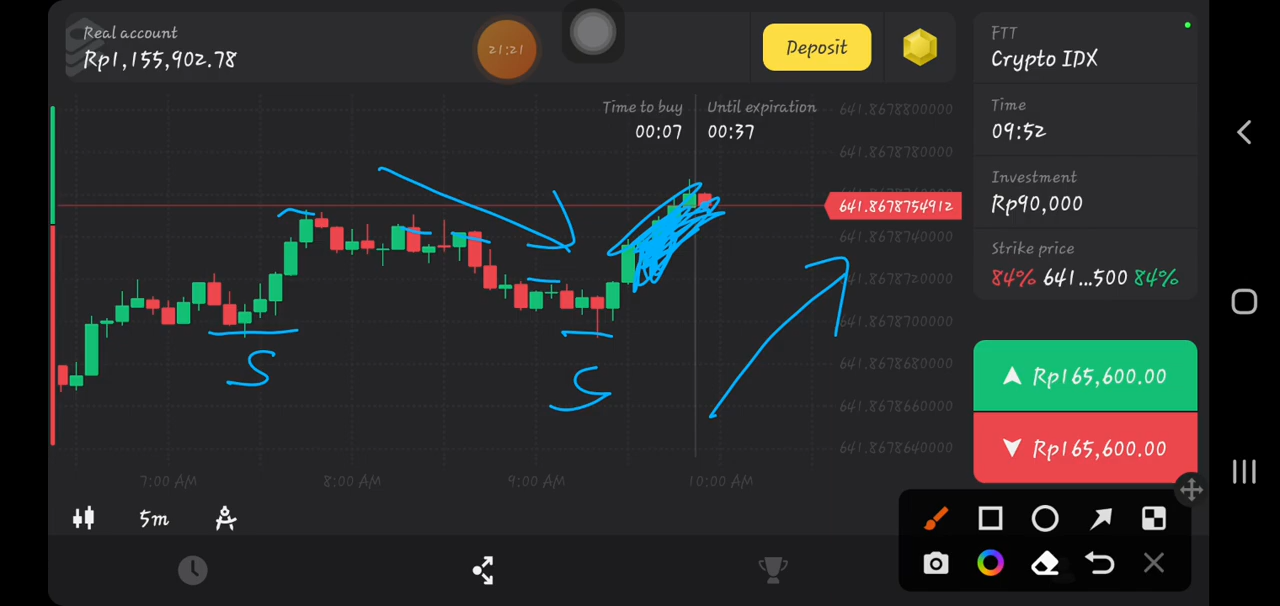 Real account
Rp1,155,902.78
21:21
Deposit
FTT
Crypto IDX
Time to buy
00:07
Until expiration
00:37
641.8678800000
641.8678780000
641.8678754912
641.8678740000
641.8678720000
641.8678700000
641.8678680000
641.8678660000
641.8678640000
Time
09:52
Investment
Rp90,000
Strike price
84% 641...500 84%
Rp165,600.00
Rp165,600.00
S
S
7:00 AM
8:00 AM
9:00 AM
10:00 AM
5m